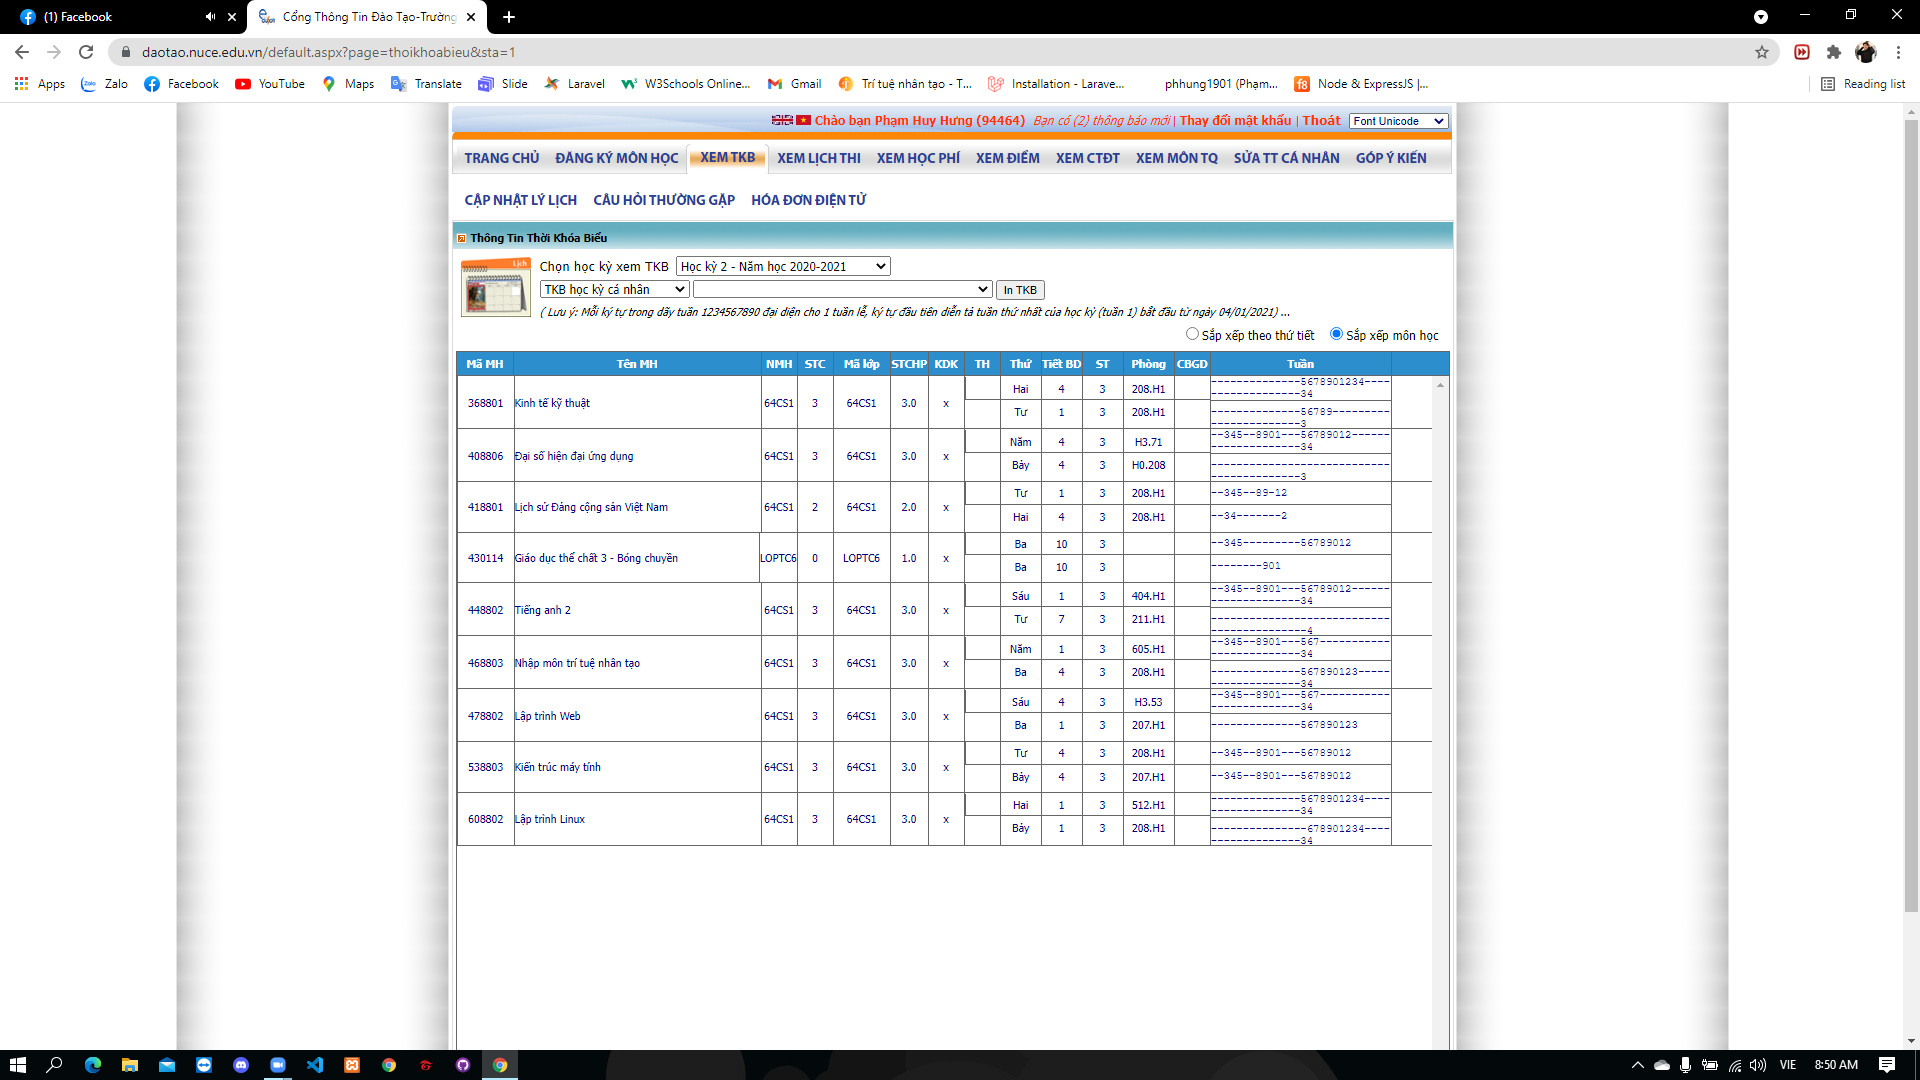 (1) Facebook
Cổng Thông Tin Đào Tạo-Trường
daotao.nuce.edu.vn/default.aspx?page=thoikhoabieu&sta=1
Apps Zalo Facebook YouTube Maps Translate Slide Laravel W3Schools Online... Gmail Trí tuệ nhân tạo - T... Installation - Larave... phhung1901 (Phạm... Node & ExpressJS |... Reading list
Chào bạn Phạm Huy Hưng (94464) Bạn có (2) thông báo mới | Thay đổi mật khẩu | Thoát Font Unicode
TRANG CHỦ ĐĂNG KÝ MÔN HỌC XEM TKB XEM LỊCH THI XEM HỌC PHÍ XEM ĐIỂM XEM CTĐT XEM MÔN TQ SỬA TT CÁ NHÂN GÓP Ý KIẾN
CẬP NHẬT LÝ LỊCH CÂU HỎI THƯỜNG GẶP HÓA ĐƠN ĐIỆN TỬ
Thông Tin Thời Khóa Biểu
Lịch
Chọn học kỳ xem TKB Học kỳ 2 - Năm học 2020-2021
TKB học kỳ cá nhân In TKB
( Lưu ý: Mỗi ký tự trong dãy tuần 1234567890 đại diện cho 1 tuần lễ, ký tự đầu tiên diễn tả tuần thứ nhất của học kỳ (tuần 1) bắt đầu từ ngày 04/01/2021) ...
Sắp xếp theo thứ tiết Sắp xếp môn học
Mã MH Tên MH NMH STC Mã lớp STCHP KDK TH Thứ Tiết BD ST Phòng CBGD Tuần
368801 Kinh tế kỹ thuật 64CS1 3 64CS1 3.0 x Hai 4 3 208.H1 ---------------5678901234----
---------------34
Tư 1 3 208.H1 ---------------56789----------
---------------3
408806 Đại số hiện đại ứng dụng 64CS1 3 64CS1 3.0 x Năm 4 3 H3.71 --345--8901---56789012------
---------------34
Bảy 4 3 H0.208 ------------------------------
---------------3
418801 Lịch sử Đảng cộng sản Việt Nam 64CS1 2 64CS1 2.0 x Tư 1 3 208.H1 --345--89-12
Hai 4 3 208.H1 --34-------2
430114 Giáo dục thể chất 3 - Bóng chuyền LOPTC6 0 LOPTC6 1.0 x Ba 10 3 --345----------56789012
Ba 10 3 --------901
448802 Tiếng anh 2 64CS1 3 64CS1 3.0 x Sáu 1 3 404.H1 --345--8901---56789012------
---------------34
Tư 7 3 211.H1 ------------------------------
----------------4
468803 Nhập môn trí tuệ nhân tạo 64CS1 3 64CS1 3.0 x Năm 1 3 605.H1 --345--8901---567------------
---------------34
Ba 4 3 208.H1 ---------------567890123-----
---------------34
478802 Lập trình Web 64CS1 3 64CS1 3.0 x Sáu 4 3 H3.53 --345--8901---567------------
---------------34
Ba 1 3 207.H1 ---------------567890123
538803 Kiến trúc máy tính 64CS1 3 64CS1 3.0 x Tư 4 3 208.H1 --345--8901---56789012
Bảy 4 3 207.H1 --345--8901---56789012
608802 Lập trình Linux 64CS1 3 64CS1 3.0 x Hai 1 3 512.H1 ---------------5678901234----
---------------34
Bảy 1 3 208.H1 ----------------678901234----
---------------34
VIE 8:50 AM